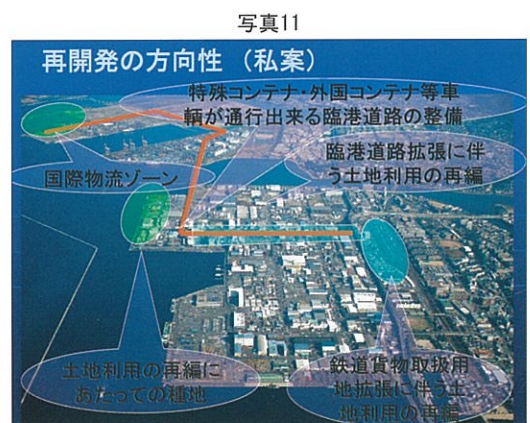 写真11
再開発の方向性 （私案）
特殊コンテナ・外国コンテナ等車
輌が通行出来る臨港道路の整備
国際物流ゾーン
臨港道路拡張に伴
う土地利用の再編
土地利用の再編に
あたっての種地
鉄道貨物取扱用
地拡張に伴う土
地利用の再編